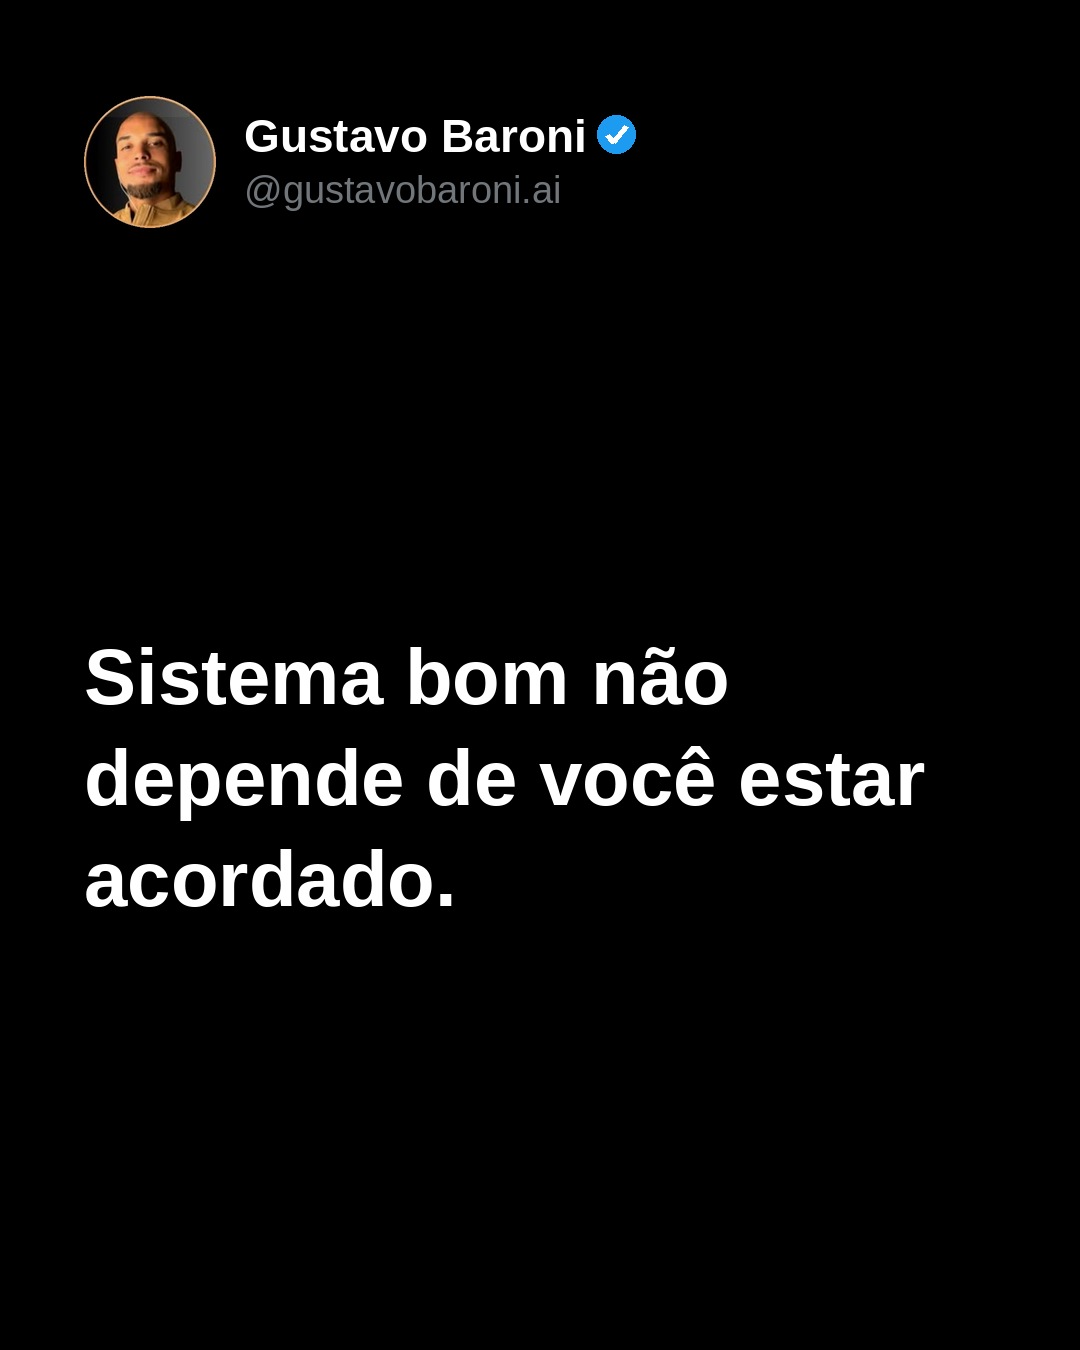 Gustavo Baroni
@gustavobaroni.ai
Sistema bom não
depende de você estar
acordado.